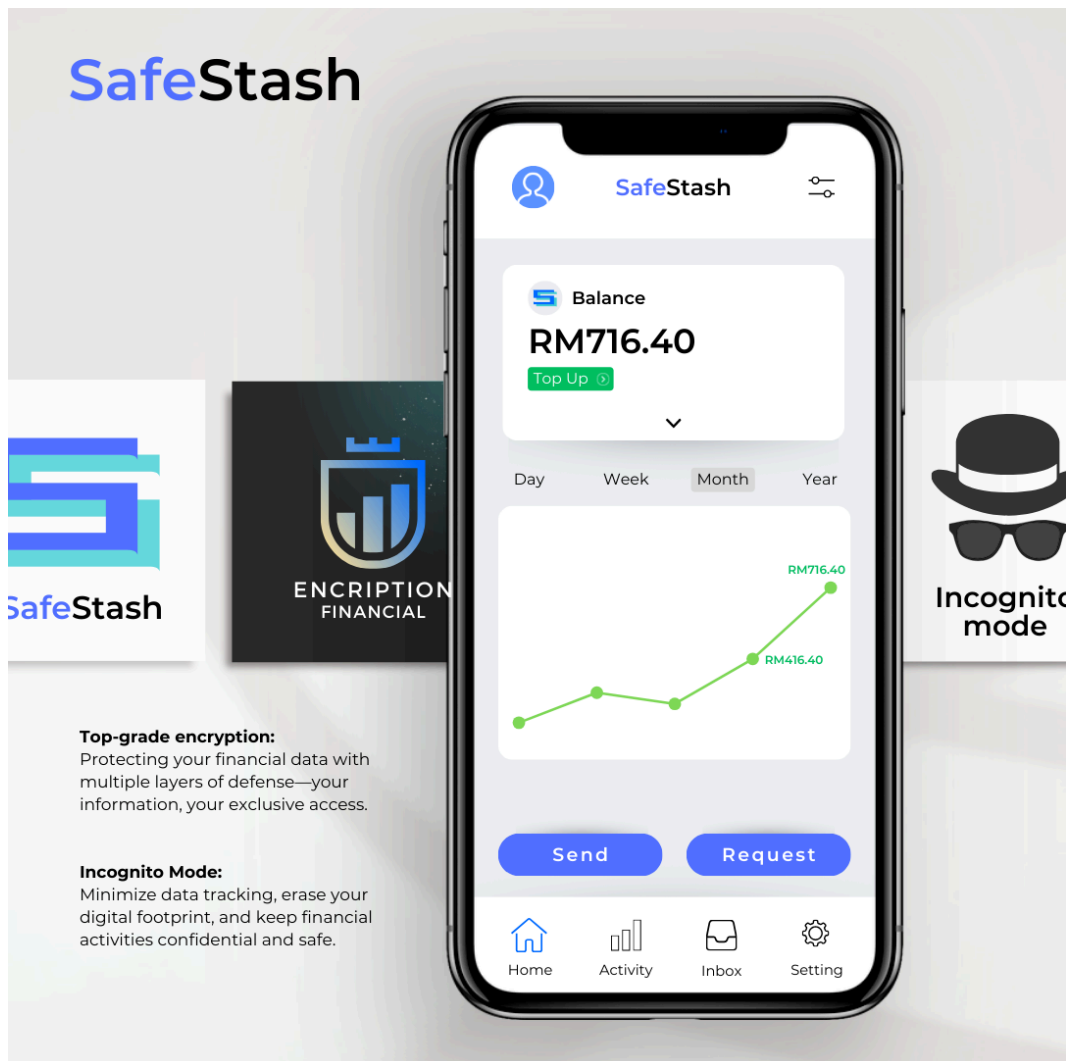 SafeStash
SafeStash
Balance
RM716.40
Top Up
Day Week Month Year
RM716.40
RM416.40
Send Request
Home Activity Inbox Setting
SafeStash
ENCRIPTION
FINANCIAL
Incognito
mode
Top-grade encryption:
Protecting your financial data with
multiple layers of defense—your
information, your exclusive access.
Incognito Mode:
Minimize data tracking, erase your
digital footprint, and keep financial
activities confidential and safe.